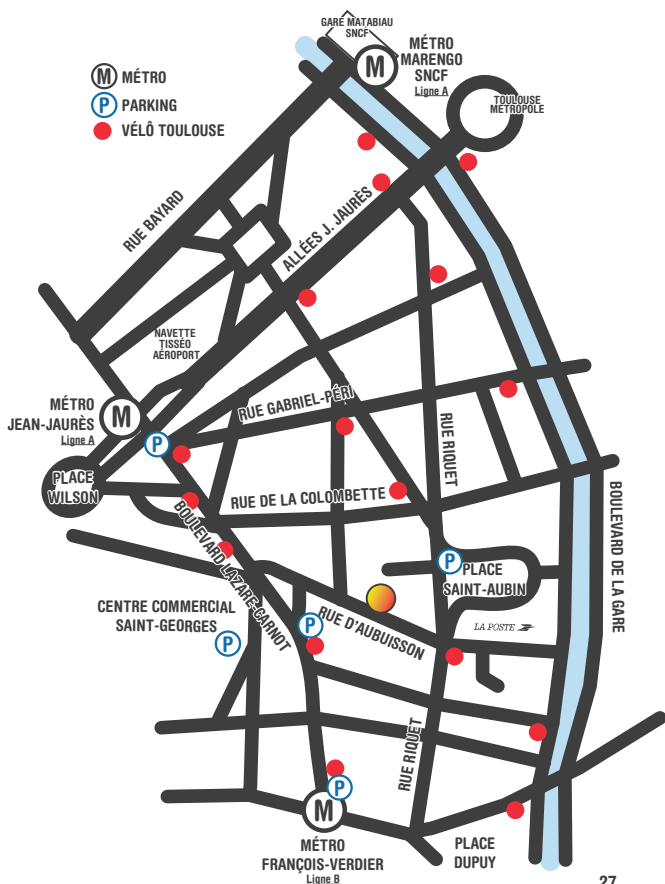 GARE MATABIAU
SNCF
MÉTRO
MARENGO
SNCF
Ligne A
M
M MÉTRO
P PARKING
VÉLÔ TOULOUSE
TOULOUSE
METROPOLE
RUE BAYARD
ALLÉES J. JAURÈS
NAVETTE
TISSÉO
AÉROPORT
MÉTRO
JEAN-JAURÈS
Ligne A
M
P
RUE GABRIEL-PÉRI
RUE RIQUET
PLACE
WILSON
RUE DE LA COLOMBETTE
BOULEVARD LAZARE-CARNOT
BOULEVARD DE LA GARE
P
PLACE
SAINT-AUBIN
CENTRE COMMERCIAL
SAINT-GEORGES
P
P
RUE D'AUBUISSON
LA POSTE
RUE RIQUET
P
M
MÉTRO
FRANÇOIS-VERDIER
Ligne B
PLACE
DUPUY
27